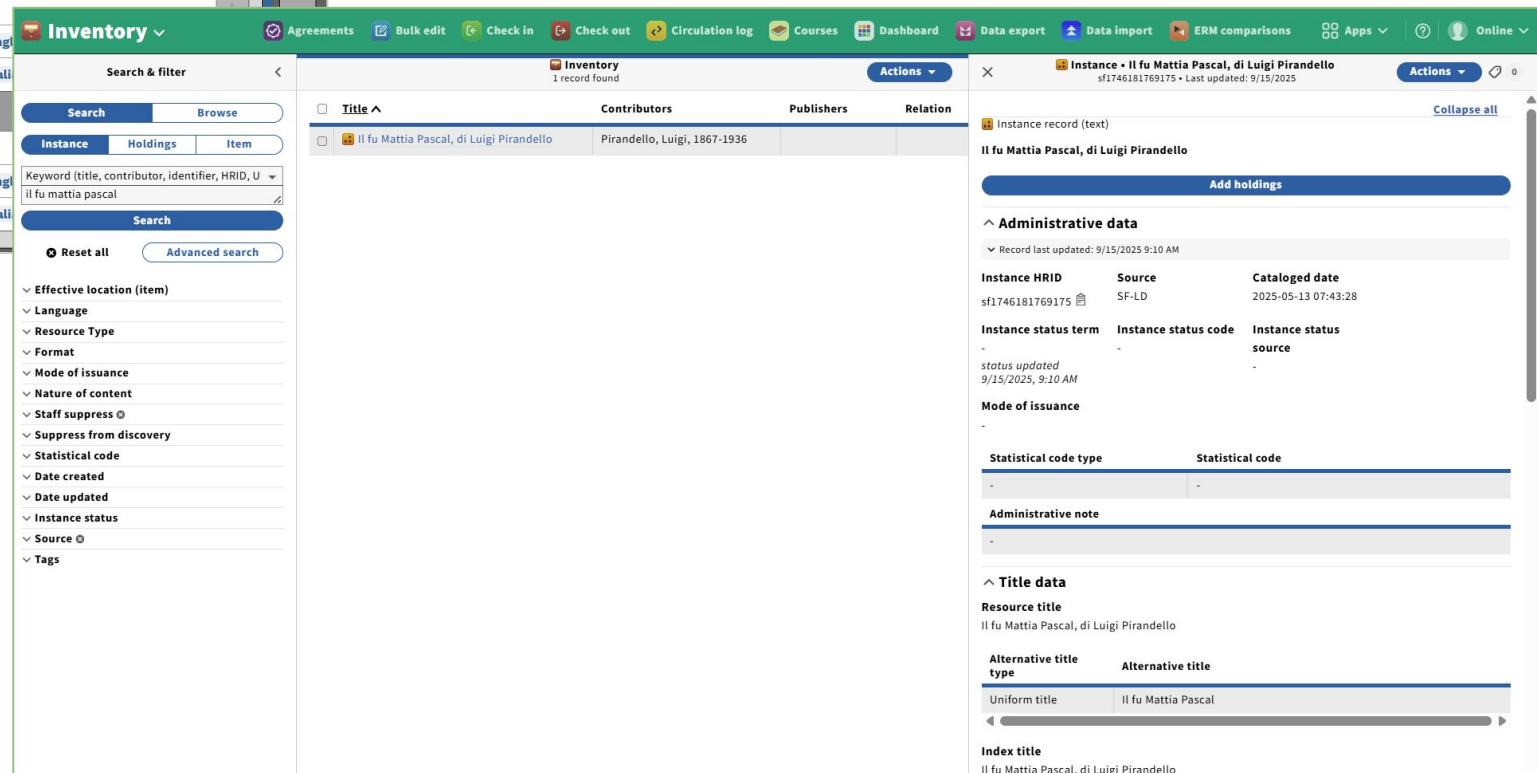 Inventory
Agreements
Bulk edit
Check in
Check out
Circulation log
Courses
Dashboard
Data export
Data import
ERM comparisons
Apps
Online
Search & filter
Search
Browse
Instance
Holdings
Item
Keyword (title, contributor, identifier, HRID, U
il fu mattia pascal
Search
Reset all
Advanced search
Effective location (item)
Language
Resource Type
Format
Mode of issuance
Nature of content
Staff suppress
Suppress from discovery
Statistical code
Date created
Date updated
Instance status
Source
Tags
Inventory
1 record found
Actions
Title
Contributors
Publishers
Relation
Il fu Mattia Pascal, di Luigi Pirandello
Pirandello, Luigi, 1867-1936
Instance • Il fu Mattia Pascal, di Luigi Pirandello
sf1746181769175 • Last updated: 9/15/2025
Actions
0
Collapse all
Instance record (text)
Il fu Mattia Pascal, di Luigi Pirandello
Add holdings
Administrative data
Record last updated: 9/15/2025 9:10 AM
Instance HRID Source Cataloged date
sf1746181769175 SF-LD 2025-05-13 07:43:28
Instance status term Instance status code Instance status
source
- - -
status updated
9/15/2025, 9:10 AM
Mode of issuance
-
Statistical code type Statistical code
- -
Administrative note
-
Title data
Resource title
Il fu Mattia Pascal, di Luigi Pirandello
Alternative title
type
Alternative title
Uniform title Il fu Mattia Pascal
Index title
Il fu Mattia Pascal, di Luigi Pirandello